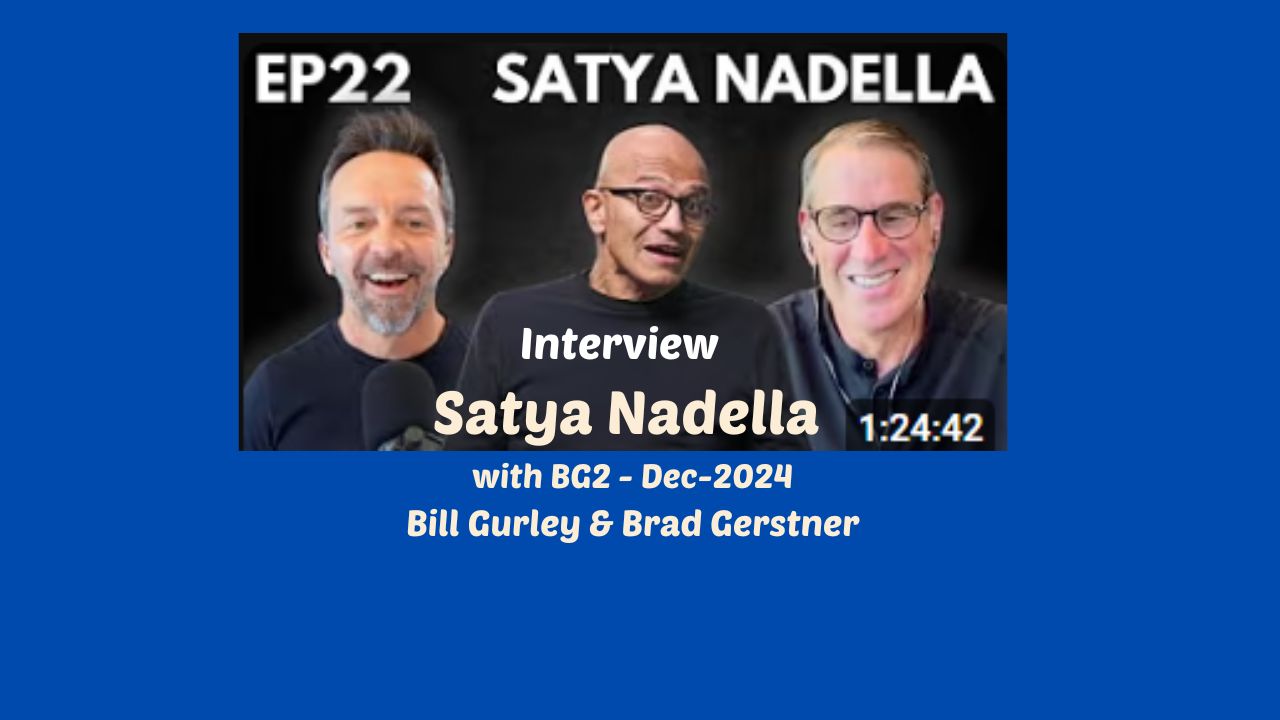 EP22 SATYA NADELLA
Interview
Satya Nadella
1:24:42
with BG2 - Dec-2024
Bill Gurley & Brad Gerstner